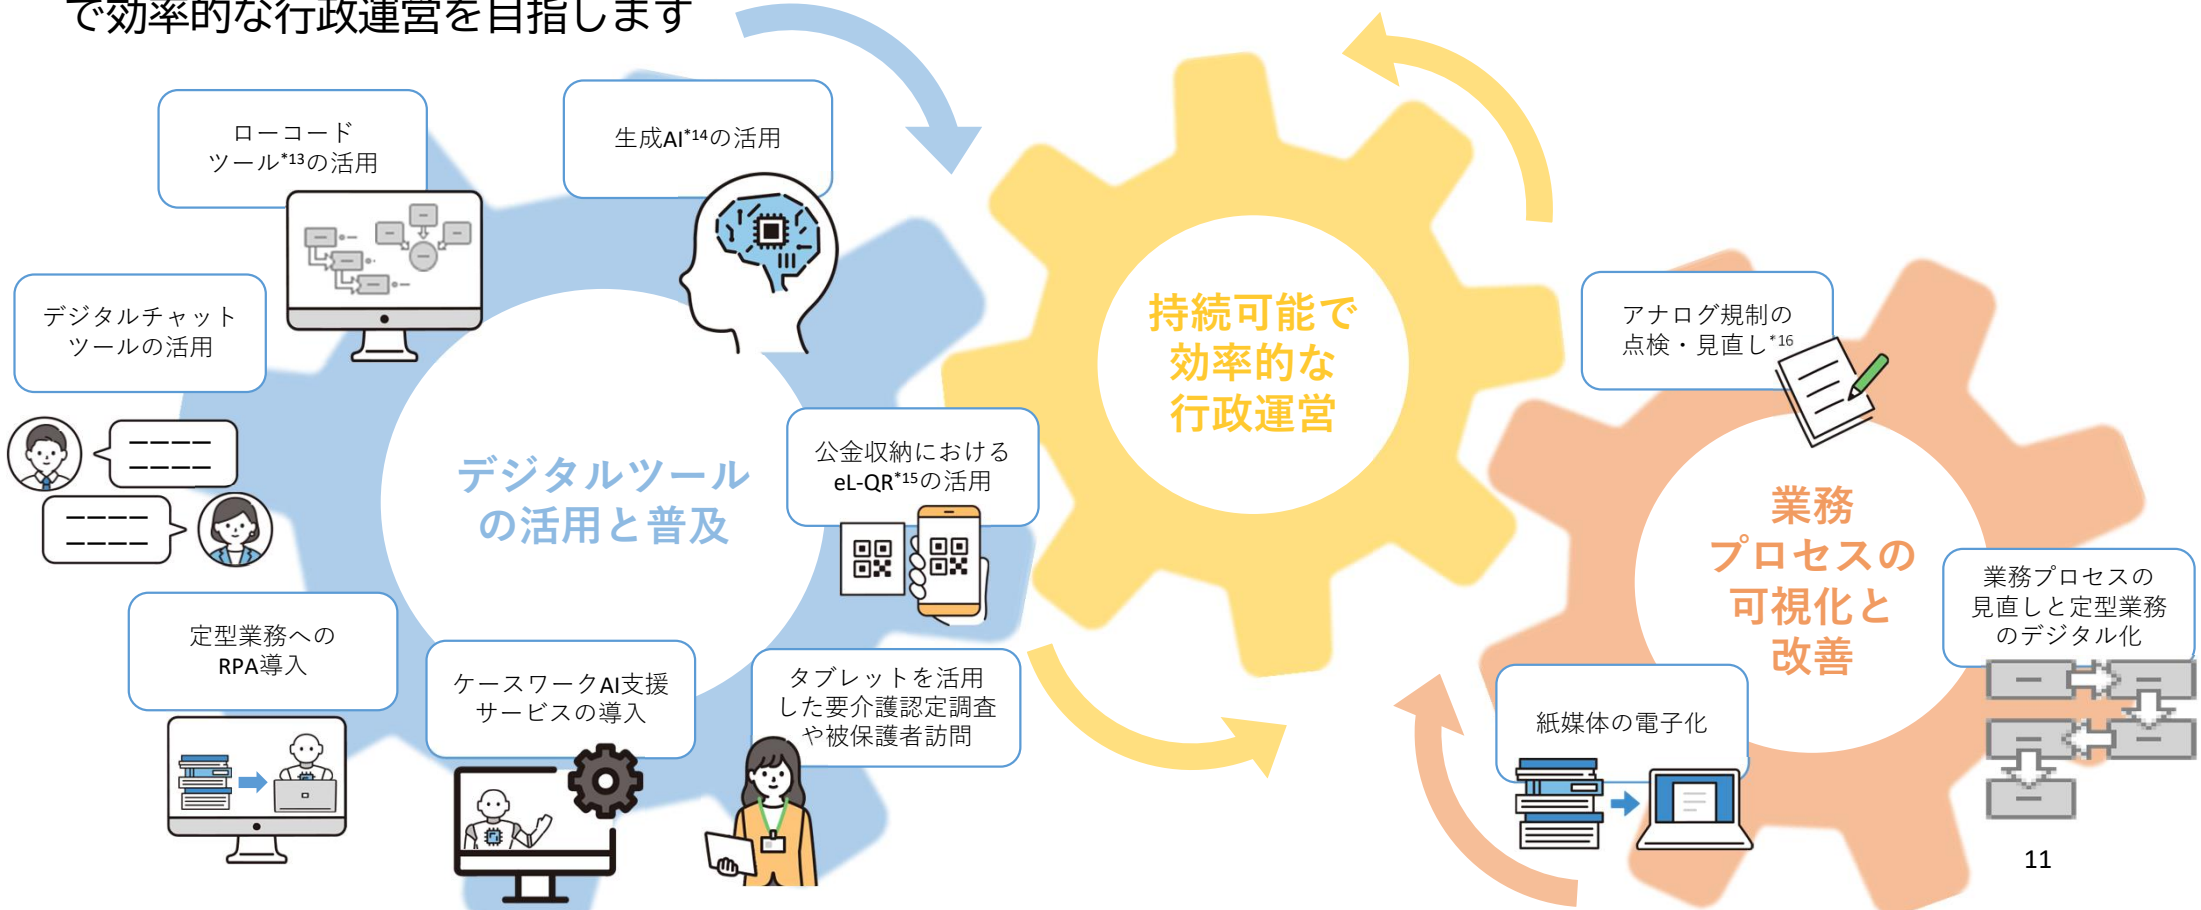 で効率的な行政運営を目指します
ローコード
ツール*13の活用
生成AI*14の活用
デジタルチャット
ツールの活用
デジタルツール
の活用と普及
公金収納における
eL-QR*15の活用
定型業務への
RPA導入
ケースワークAI支援
サービスの導入
タブレットを活用
した要介護認定調査
や被保護者訪問
持続可能で
効率的な
行政運営
アナログ規制の
点検・見直し*16
業務
プロセスの
可視化と
改善
業務プロセスの
見直しと定型業務
のデジタル化
紙媒体の電子化
11